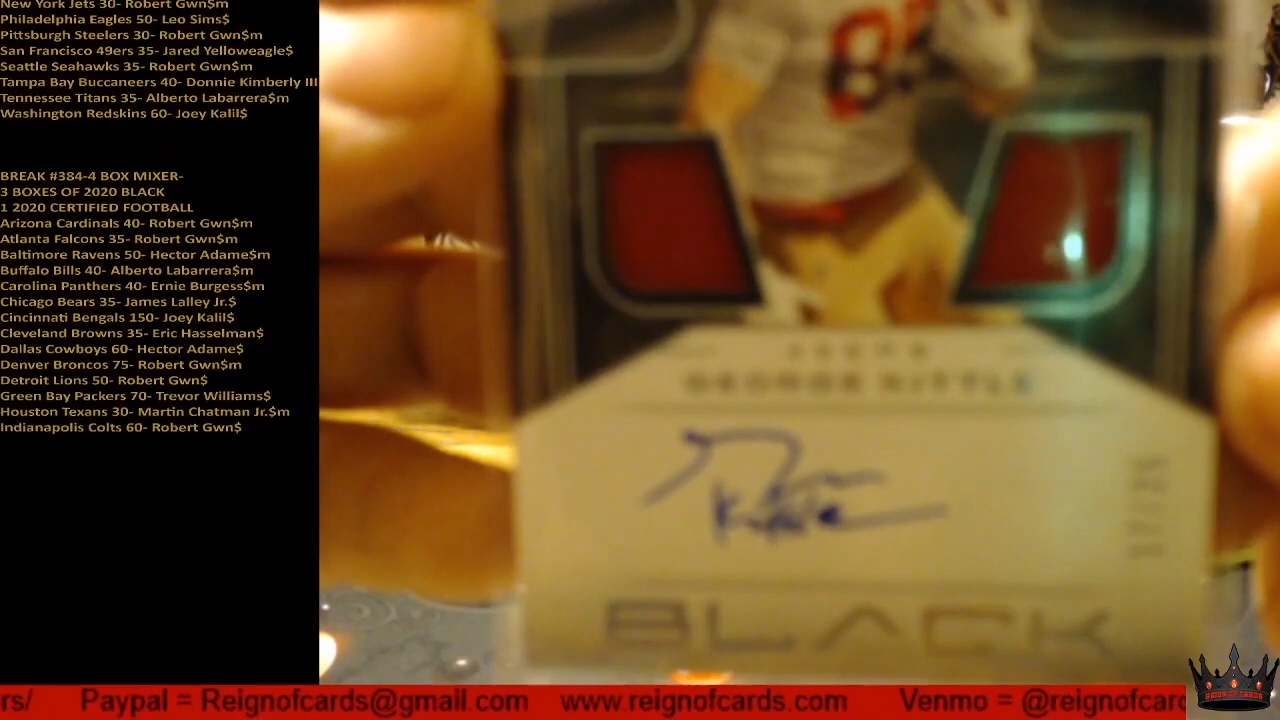 New York Jets 30- Robert Gwn$m
Philadelphia Eagles 50- Leo Sims$
Pittsburgh Steelers 30- Robert Gwn$m
San Francisco 49ers 35- Jared Yelloweagle$
Seattle Seahawks 35- Robert Gwn$m
Tampa Bay Buccaneers 40- Donnie Kimberly III
Tennessee Titans 35- Alberto Labarrera$m
Washington Redskins 60- Joey Kalil$
BREAK #384-4 BOX MIXER-
3 BOXES OF 2020 BLACK
1 2020 CERTIFIED FOOTBALL
Arizona Cardinals 40- Robert Gwn$m
Atlanta Falcons 35- Robert Gwn$m
Baltimore Ravens 50- Hector Adame$m
Buffalo Bills 40- Alberto Labarrera$m
Carolina Panthers 40- Ernie Burgess$m
Chicago Bears 35- James Lalley Jr.$
Cincinnati Bengals 150- Joey Kalil$
Cleveland Browns 35- Eric Hasselman$
Dallas Cowboys 60- Hector Adame$
Denver Broncos 75- Robert Gwn$m
Detroit Lions 50- Robert Gwn$
Green Bay Packers 70- Trevor Williams$
Houston Texans 30- Martin Chatman Jr.$m
Indianapolis Colts 60- Robert Gwn$
GEORGE KITTLE
17/25
BLACK
rs/ Paypal = Reignofcards@gmail.com www.reignofcards.com Venmo = @reignofcar
REIGN OF CARDS